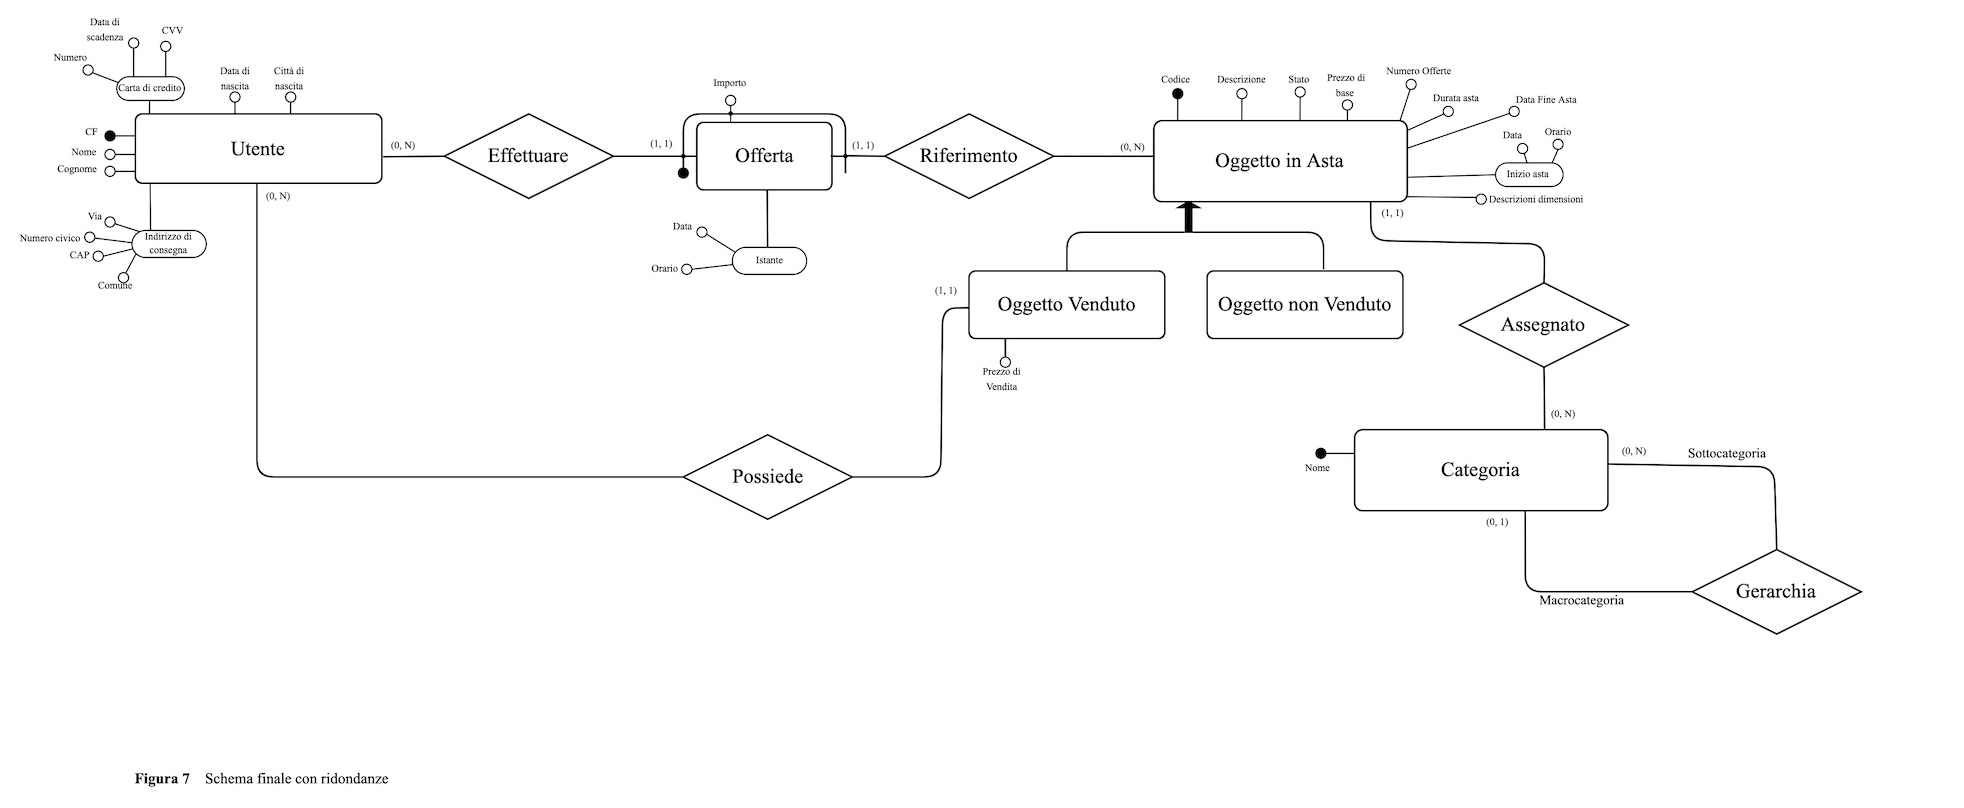 Data di
scadenza
CVV
Numero
Carta di credito
Data di
nascita
Città di
nascita
CF
Nome
Cognome
Utente
(0, N)
(0, N)
Via
Numero civico
CAP
Comune
Indirizzo di
consegna
Effettuare
(1, 1)
Importo
Offerta
(1, 1)
Data
Orario
Istante
Riferimento
(0, N)
Codice
Descrizione
Stato
Prezzo di
base
Numero Offerte
Durata asta
Data Fine Asta
Data
Orario
Inizio asta
Descrizioni dimensioni
Oggetto in Asta
(1, 1)
(1, 1)
Oggetto Venduto
Oggetto non Venduto
Prezzo di
Vendita
Assegnato
(0, N)
Possiede
Nome
Categoria
(0, N)
Sottocategoria
(0, 1)
Macrocategoria
Gerarchia
Figura 7 Schema finale con ridondanze